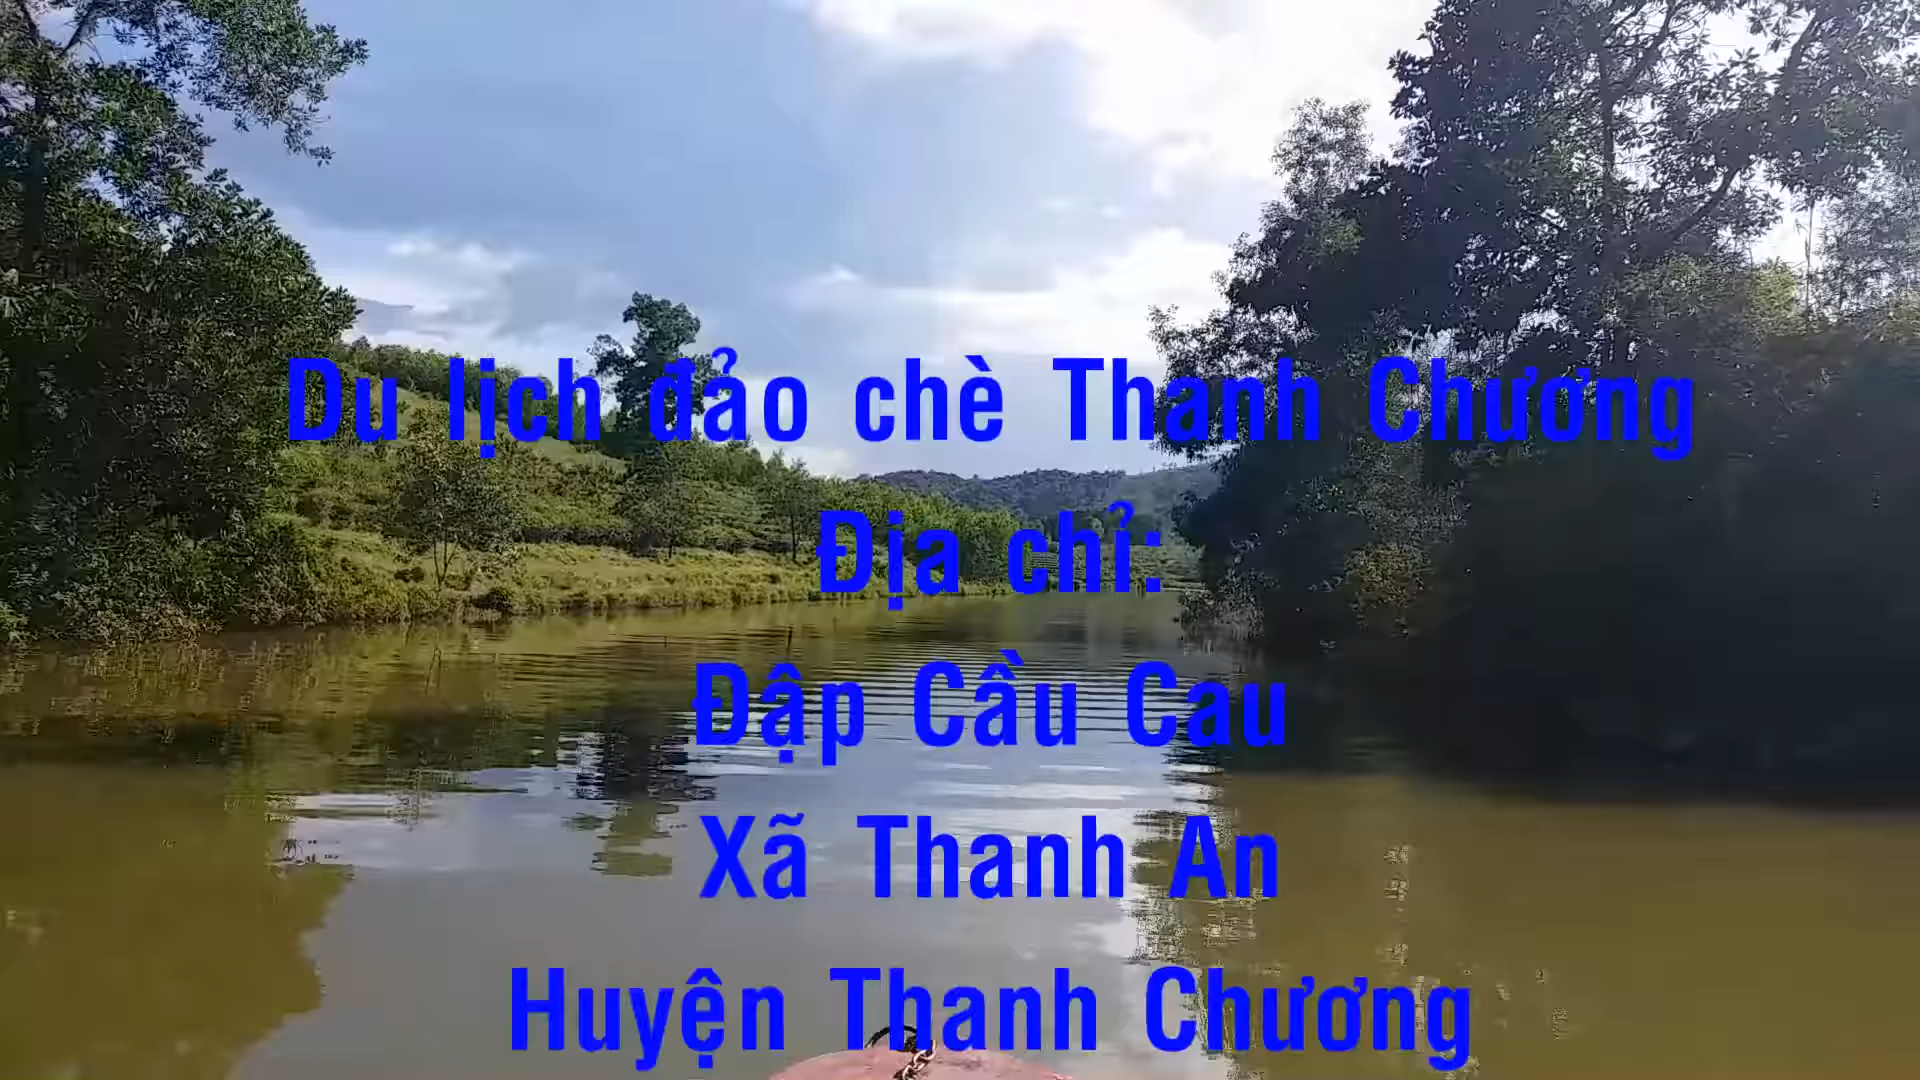 Du lịch đảo chè Thanh Chương
Địa chỉ:
Đập Cầu Cau
Xã Thanh An
Huyện Thanh Chương